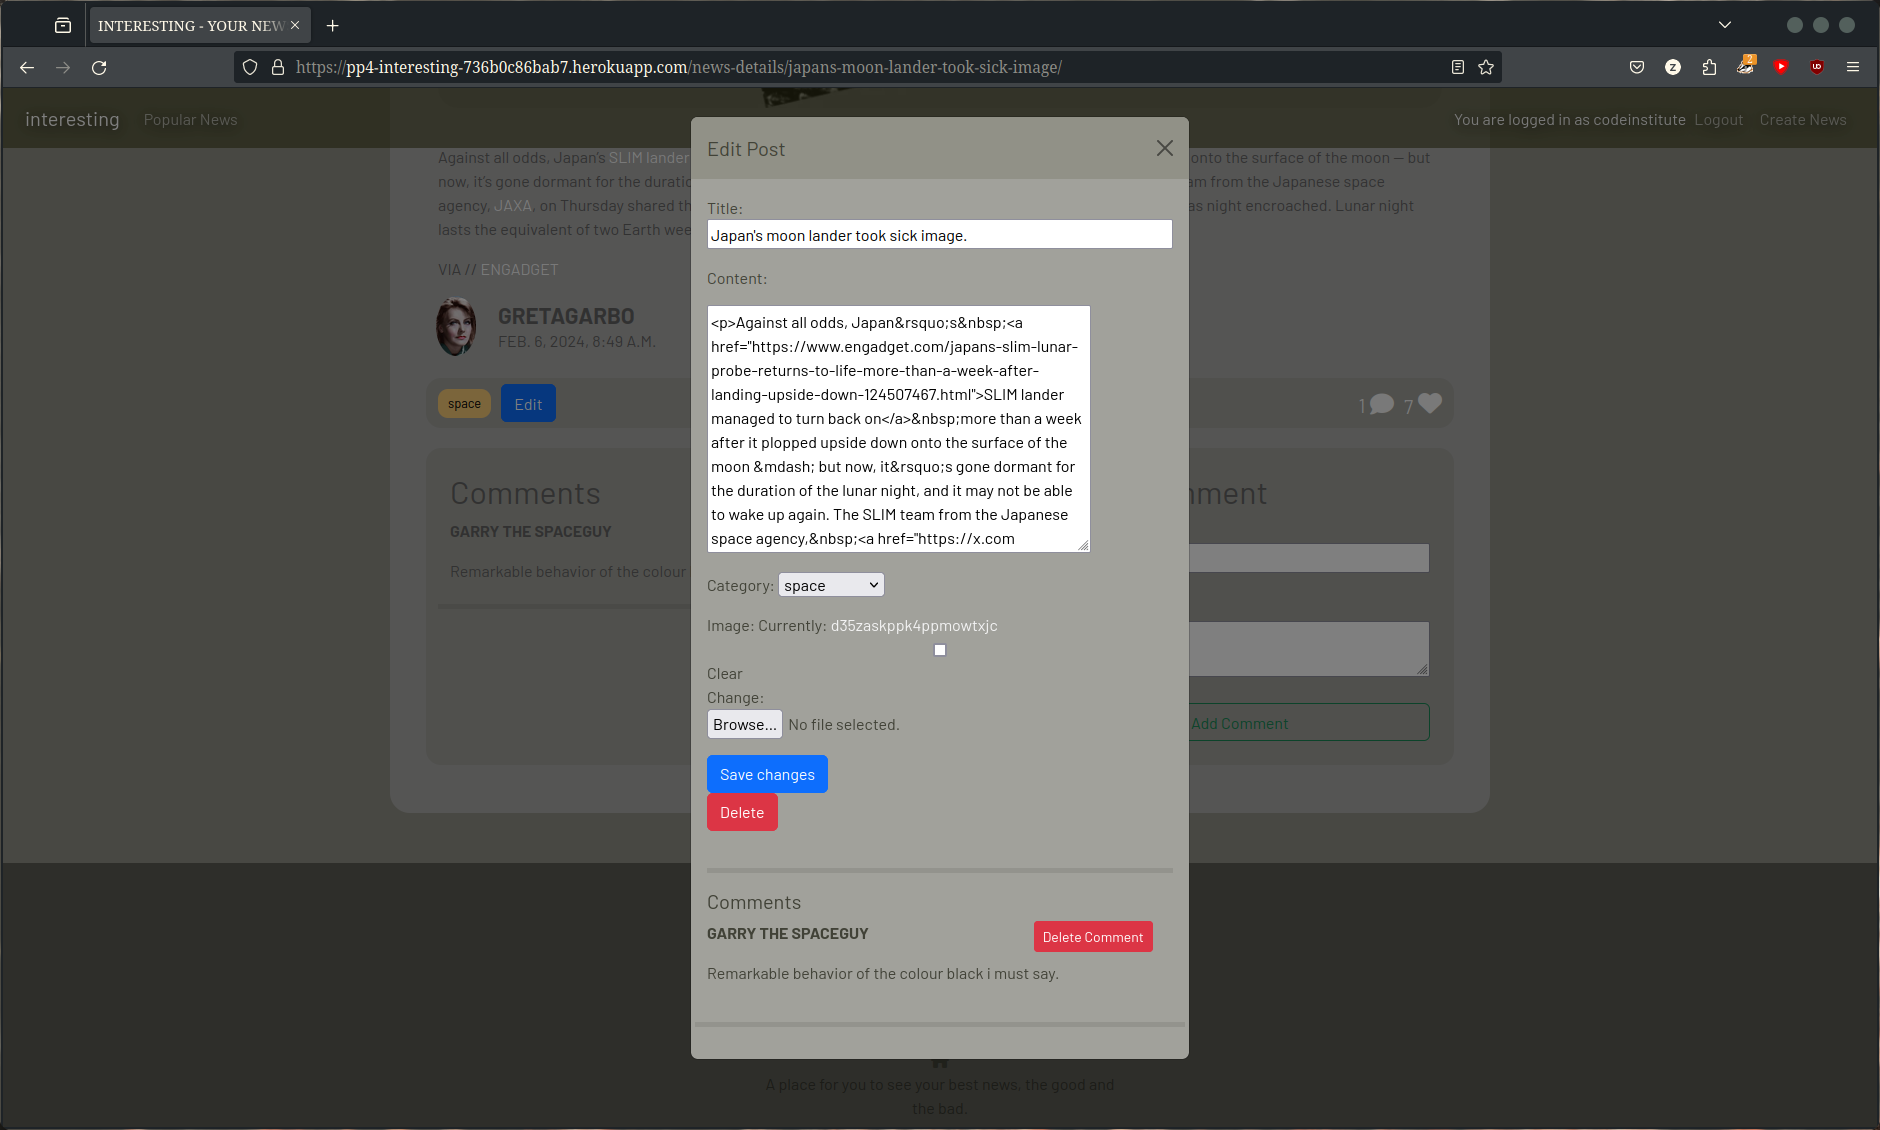 INTERESTING - YOUR NEW
https://pp4-interesting-736b0c86bab7.herokuapp.com/news-details/japans-moon-lander-took-sick-image/
Z
2
UO
interesting
Popular News
You are logged in as codeinstitute
Logout
Create News
Against all odds, Japan's SLIM lander
onto the surface of the moon — but
now, it's gone dormant for the
am from the Japanese space
agency, JAXA, on Thursday shared
as night encroached. Lunar night
lasts the equivalent of two Earth
VIA // ENGADGET
GRETAGARBO
FEB. 6, 2024, 8:49 A.M.
space
Edit
1
7
Comments
GARRY THE SPACEGUY
Remarkable behavior of the colour
mment
Add Comment
Edit Post
Title:
Japan's moon lander took sick image.
Content:
<p>Against all odds, Japan&rsquo;s&nbsp;<a
href="https://www.engadget.com/japans-slim-lunar-
probe-returns-to-life-more-than-a-week-after-
landing-upside-down-124507467.html">SLIM lander
managed to turn back on</a>&nbsp;more than a week
after it plopped upside down onto the surface of the
moon &mdash; but now, it&rsquo;s gone dormant for
the duration of the lunar night, and it may not be able
to wake up again. The SLIM team from the Japanese
space agency,&nbsp;<a href="https://x.com
Category: space
Image: Currently: d35zaskppk4ppmowtxjc
Clear
Change:
Browse... No file selected.
Save changes
Delete
Comments
GARRY THE SPACEGUY
Delete Comment
Remarkable behavior of the colour black i must say.
A place for you to see your best news, the good and
the bad.